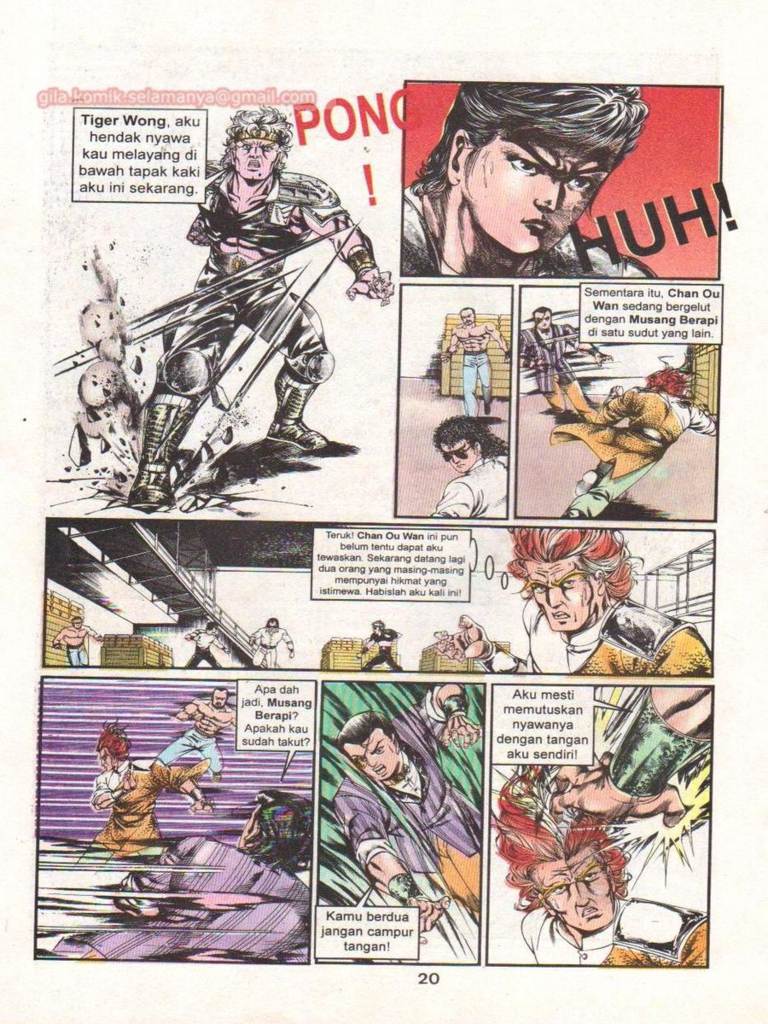 gila.komik.selamanya@gmail.com
Tiger Wong, aku
hendak nyawa
kau melayang di
bawah tapak kaki
aku ini sekarang.
PONG
!
HUH!
Sementara itu, Chan Ou
Wan sedang bergelut
dengan Musang Berapi
di satu sudut yang lain.
Teruk! Chan Ou Wan ini pun
belum tentu dapat aku
tewaskan. Sekarang datang lagi
dua orang yang masing-masing
mempunyai hikmat yang
istimewa. Habislah aku kali ini!
Apa dah
jadi, Musang
Berapi?
Apakah kau
sudah takut?
Kamu berdua
jangan campur
tangan!
Aku mesti
memutuskan
nyawanya
dengan tangan
aku sendiri!
20